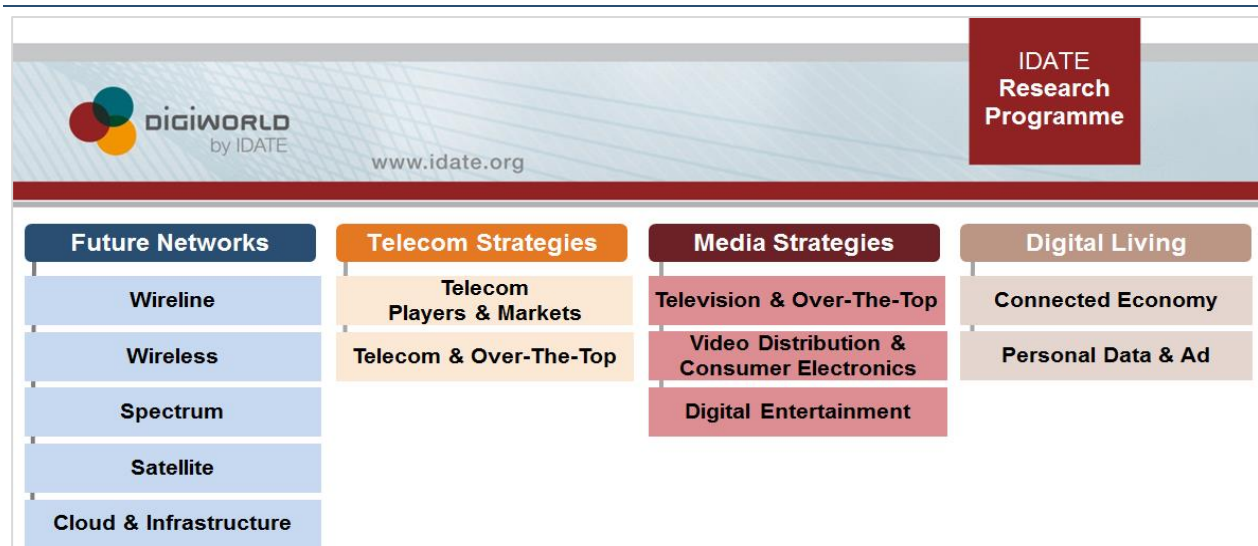 IDATE
Research
Programme
DIGIWORLD
by IDATE
www.idate.org
Future Networks
Wireline
Wireless
Spectrum
Satellite
Cloud & Infrastructure
Telecom Strategies
Telecom
Players & Markets
Telecom & Over-The-Top
Media Strategies
Television & Over-The-Top
Video Distribution &
Consumer Electronics
Digital Entertainment
Digital Living
Connected Economy
Personal Data & Ad